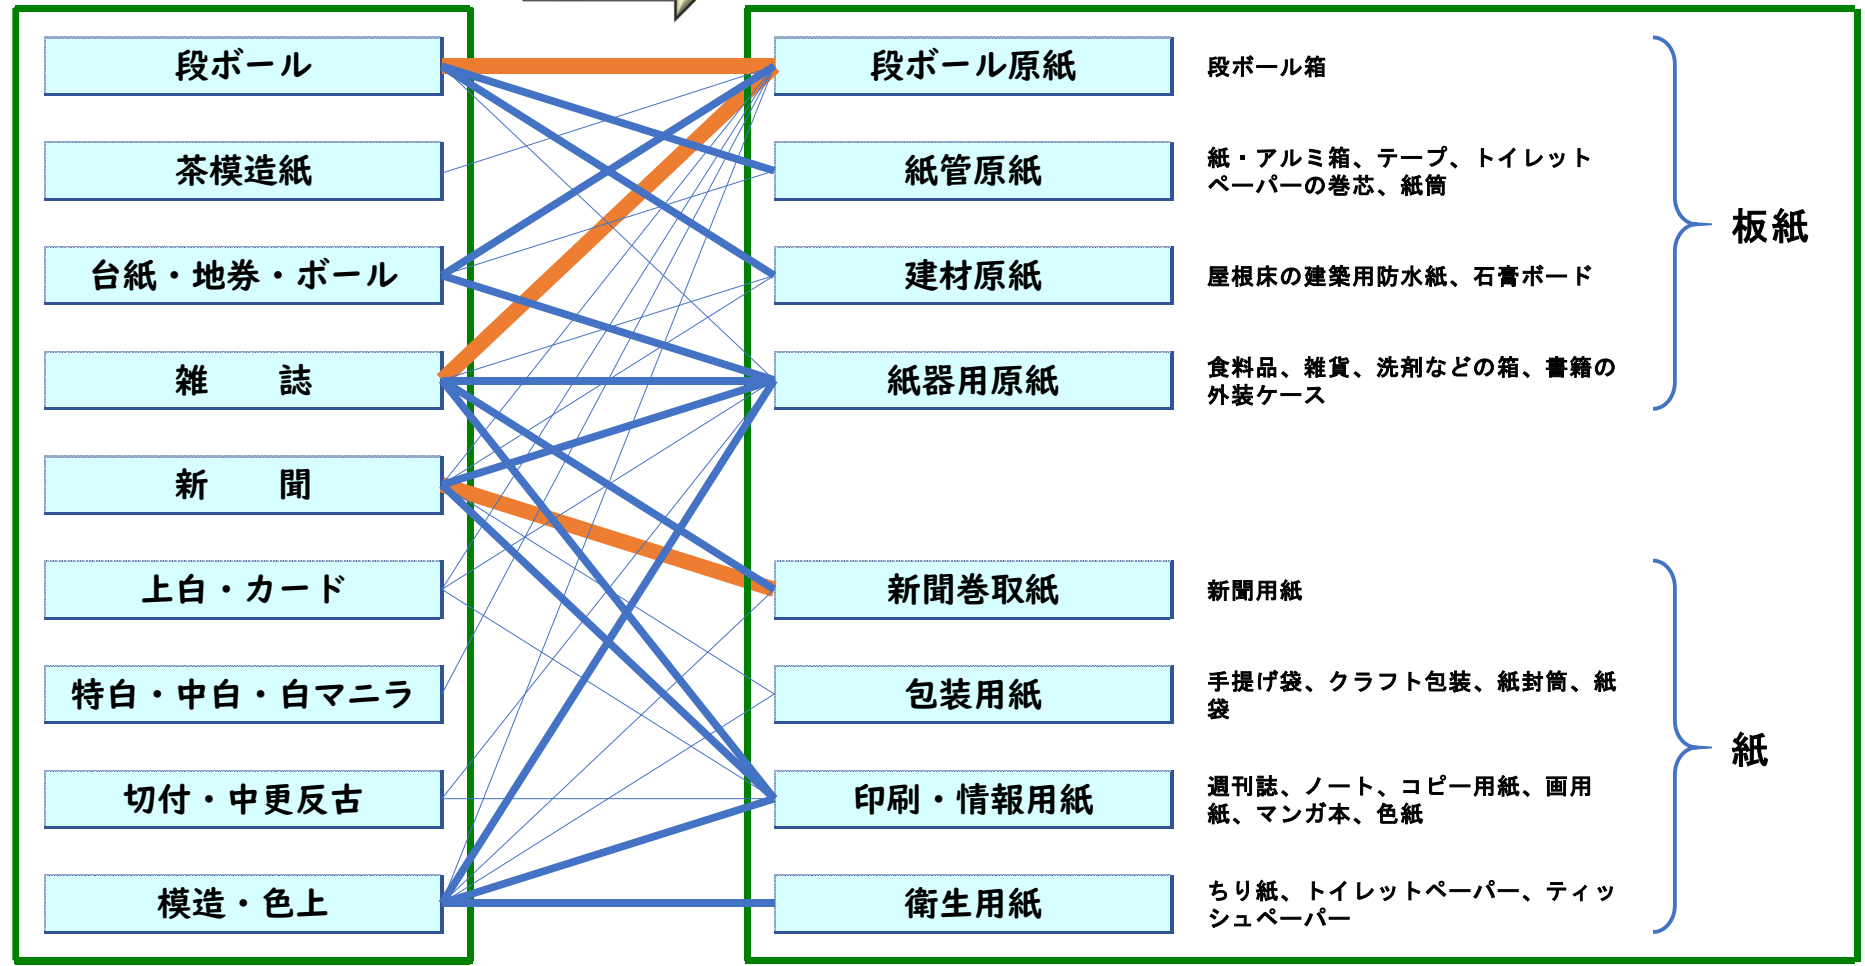 段ボール
茶模造紙
台紙・地券・ボール
雑　誌
新　聞
上白・カード
特白・中白・白マニラ
切付・中更反古
模造・色上
段ボール原紙
段ボール箱
紙管原紙
紙・アルミ箱、テープ、トイレット
ペーパーの巻芯、紙筒
建材原紙
屋根床の建築用防水紙、石膏ボード
紙器用原紙
食料品、雑貨、洗剤などの箱、書籍の
外装ケース
板紙
新聞巻取紙
新聞用紙
包装用紙
手提げ袋、クラフト包装、紙封筒、紙
袋
印刷・情報用紙
週刊誌、ノート、コピー用紙、画用
紙、マンガ本、色紙
衛生用紙
ちり紙、トイレットペーパー、ティッ
シュペーパー
紙